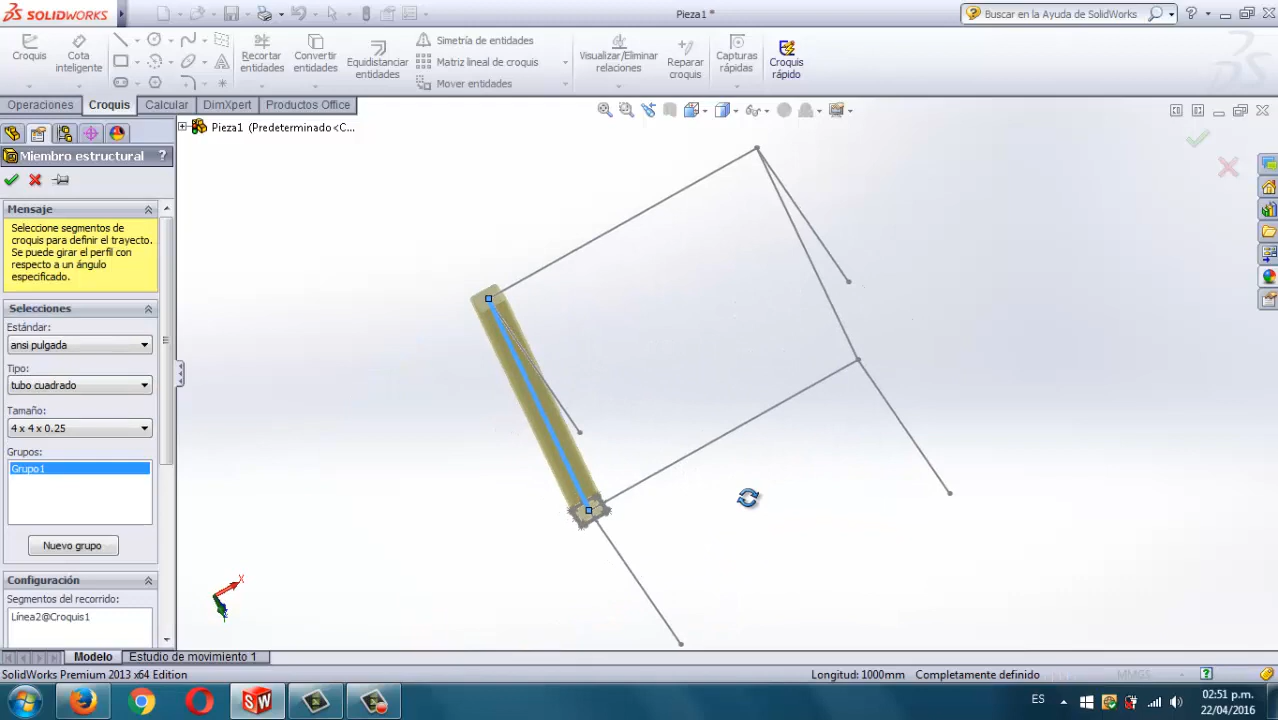 SOLIDWORKS
Pieza1 *
Buscar en la Ayuda de SolidWorks
?
Croquis
Cota inteligente
Recortar entidades
Convertir entidades
Equidistanciar entidades
Simetría de entidades
Matriz lineal de croquis
Mover entidades
Visualizar/Eliminar relaciones
Reparar croquis
Capturas rápidas
Croquis rápido
Operaciones
Croquis
Calcular
DimXpert
Productos Office
Pieza1 (Predeterminado<C...
Miembro estructural
?
Mensaje
Seleccione segmentos de
croquis para definir el trayecto.
Se puede girar el perfil con
respecto a un ángulo
especificado.
Selecciones
Estándar:
ansi pulgada
Tipo:
tubo cuadrado
Tamaño:
4 x 4 x 0.25
Grupos:
Grupo1
Nuevo grupo
Configuración
Segmentos del recorrido:
Línea2@Croquis1
X
Modelo
Estudio de movimiento 1
SolidWorks Premium 2013 x64 Edition
Longitud: 1000mm
Completamente definido
MMGS
?
ES
02:51 p.m.
22/04/2016